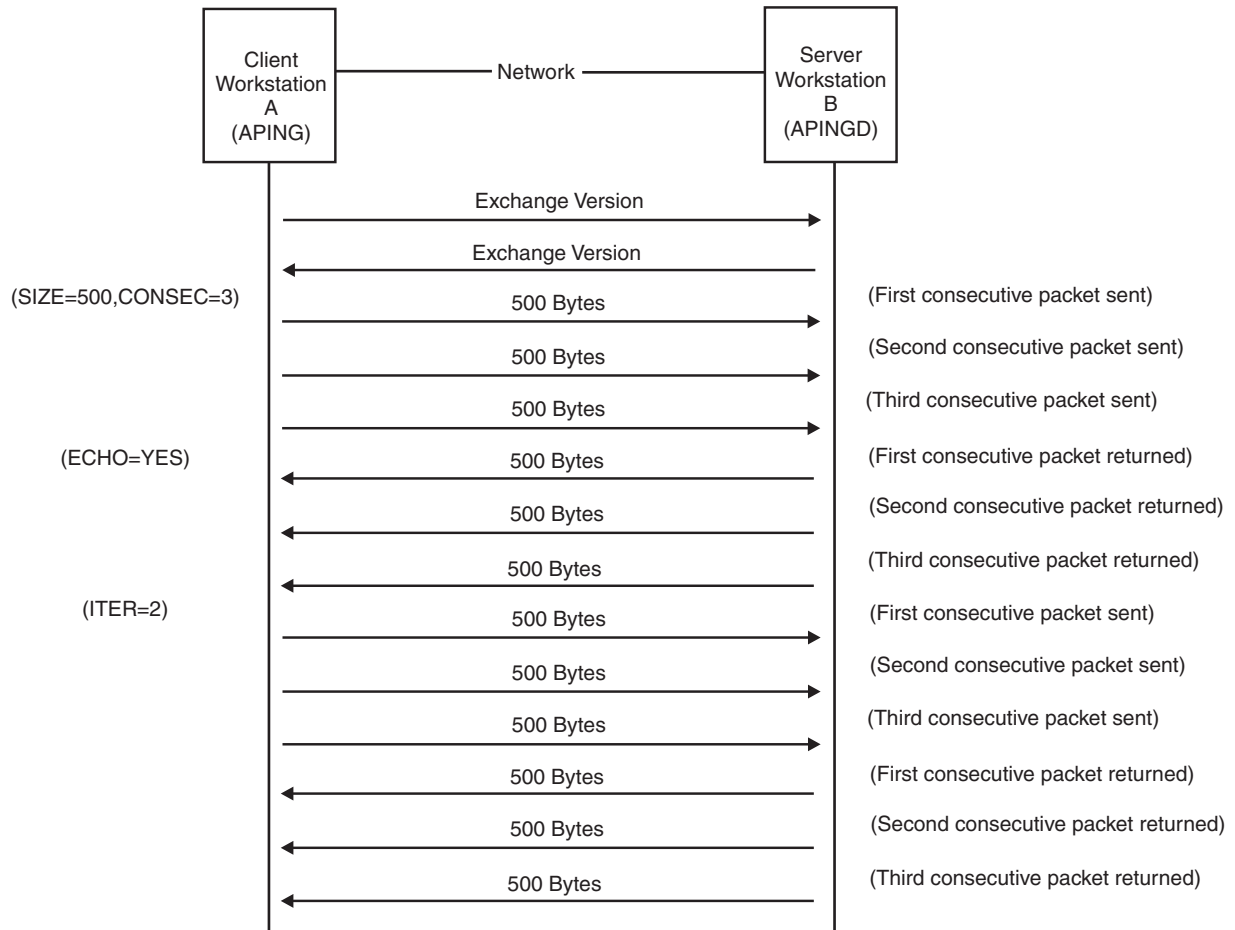 Client
Workstation
A
(APING)
Network
Server
Workstation
B
(APINGD)
Exchange Version
Exchange Version
(SIZE=500,CONSEC=3)
500 Bytes
(First consecutive packet sent)
500 Bytes
(Second consecutive packet sent)
500 Bytes
(Third consecutive packet sent)
(ECHO=YES)
500 Bytes
(First consecutive packet returned)
500 Bytes
(Second consecutive packet returned)
500 Bytes
(Third consecutive packet returned)
(ITER=2)
500 Bytes
(First consecutive packet sent)
500 Bytes
(Second consecutive packet sent)
500 Bytes
(Third consecutive packet sent)
500 Bytes
(First consecutive packet returned)
500 Bytes
(Second consecutive packet returned)
500 Bytes
(Third consecutive packet returned)